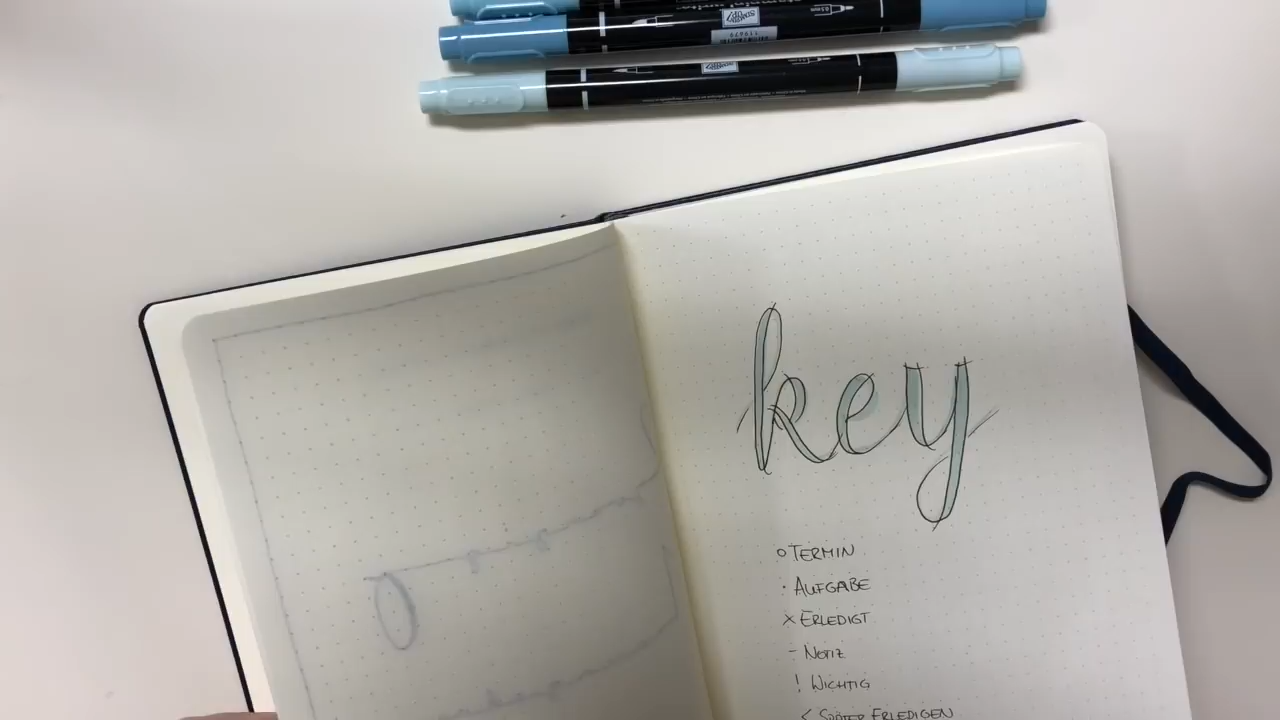 key
o TERMIN
· AUFGABE
x ERLEDIGT
- NOTIZ
! WICHTIG
< SPÄTER ERLEDIGEN